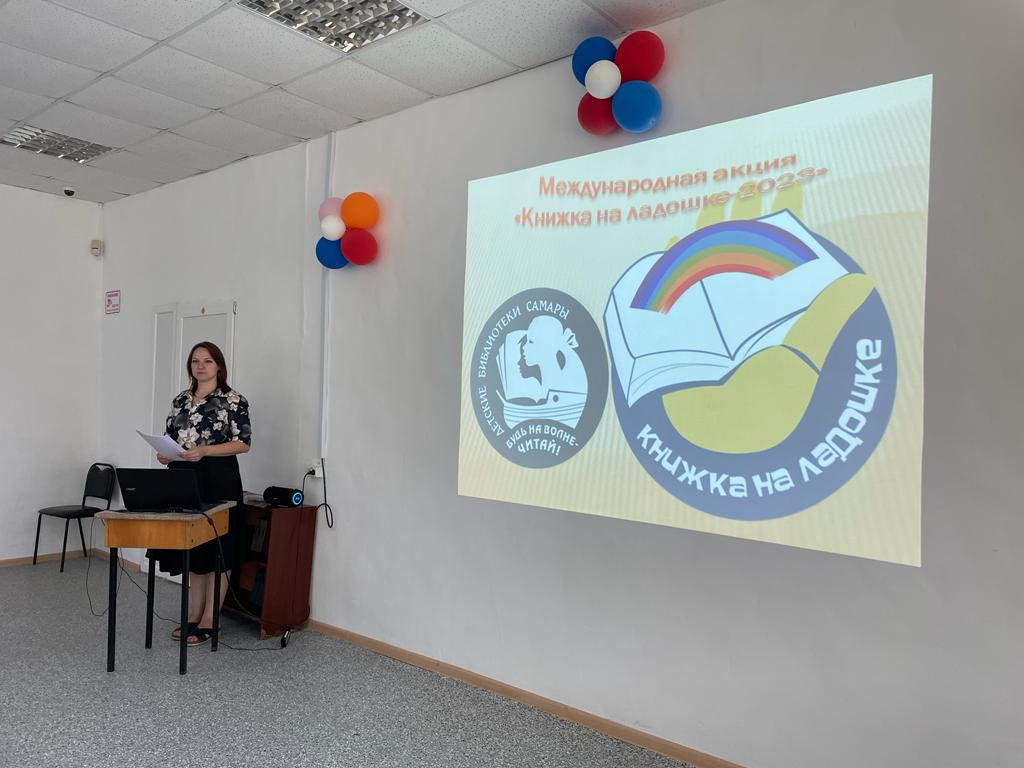 Международная акция
«Книжка на ладошке 2023»
ДЕТСКИЕ БИБЛИОТЕКИ САМАРЫ
БУДЬ НА ВОЛНЕ-
ЧИТАЙ!
книжка на ладошке